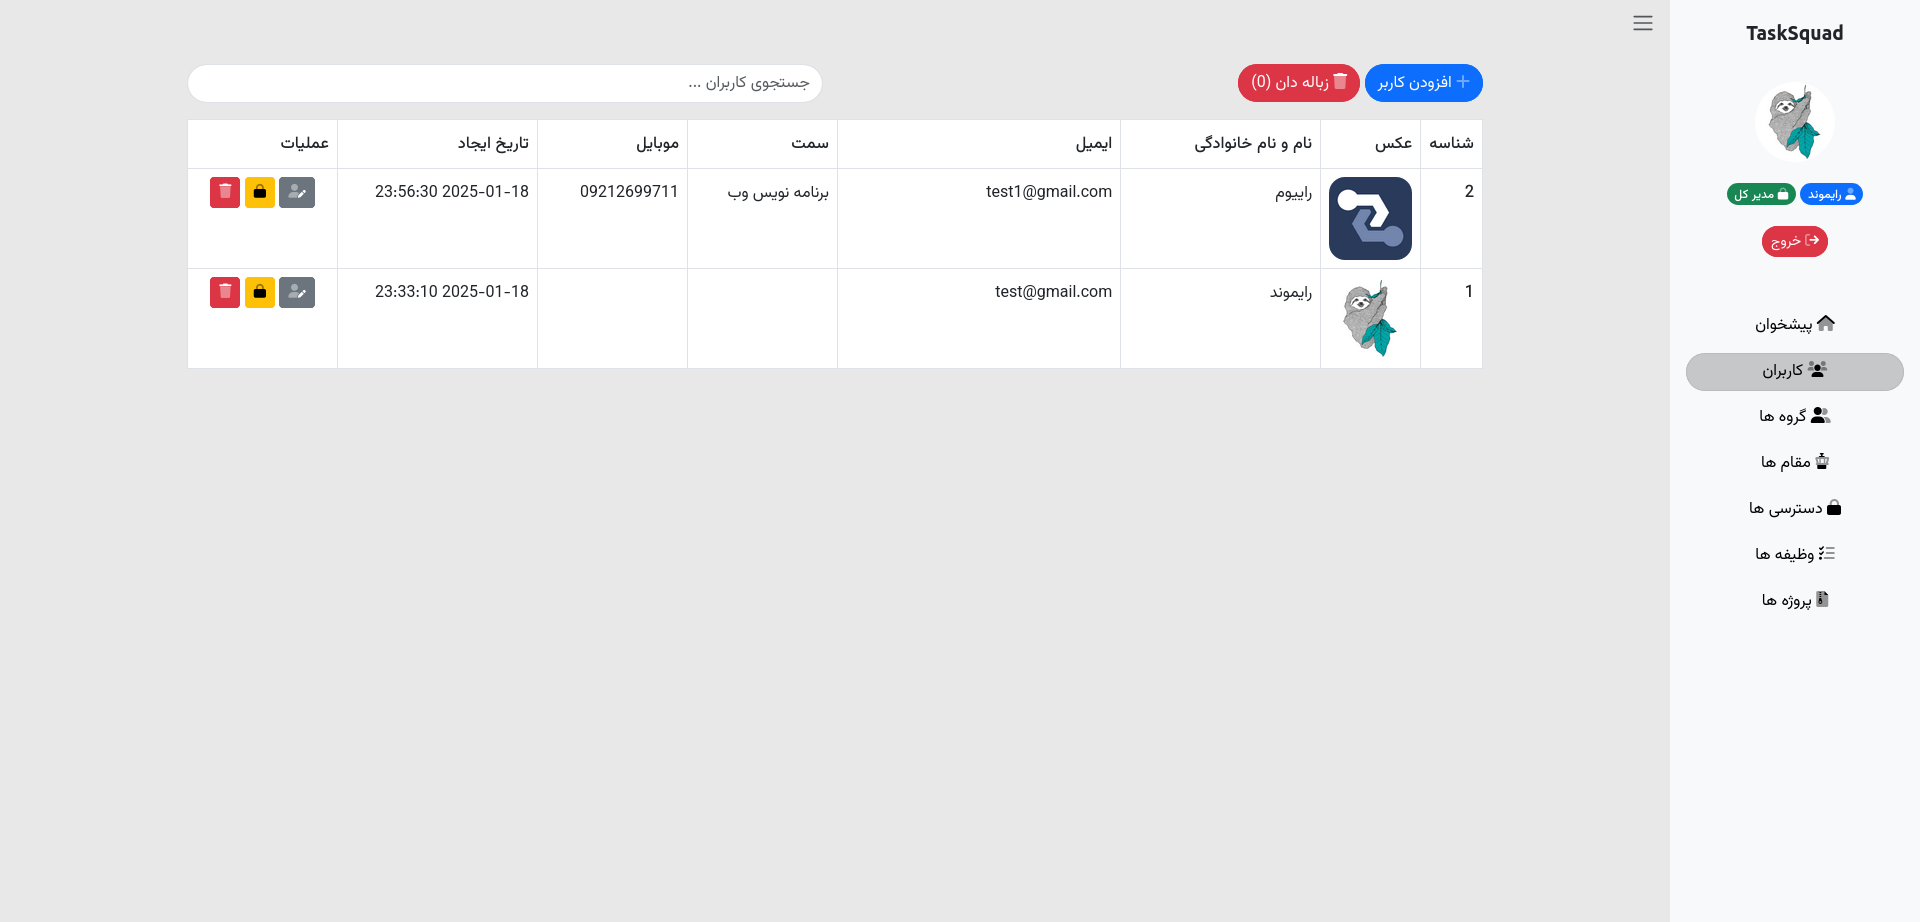 TaskSquad
رایموند
مدیر کل
خروج
پیشخوان
کاربران
گروه ها
مقام ها
دسترسی ها
وظیفه ها
پروژه ها
افزودن کاربر
زباله دان (0)
جستجوی کاربران ...
شناسه عکس نام و نام خانوادگی ایمیل سمت موبایل تاریخ ایجاد عملیات
2 راییوم test1@gmail.com برنامه نویس وب 09212699711 23:56:30 2025-01-18
1 رایموند test@gmail.com 23:33:10 2025-01-18